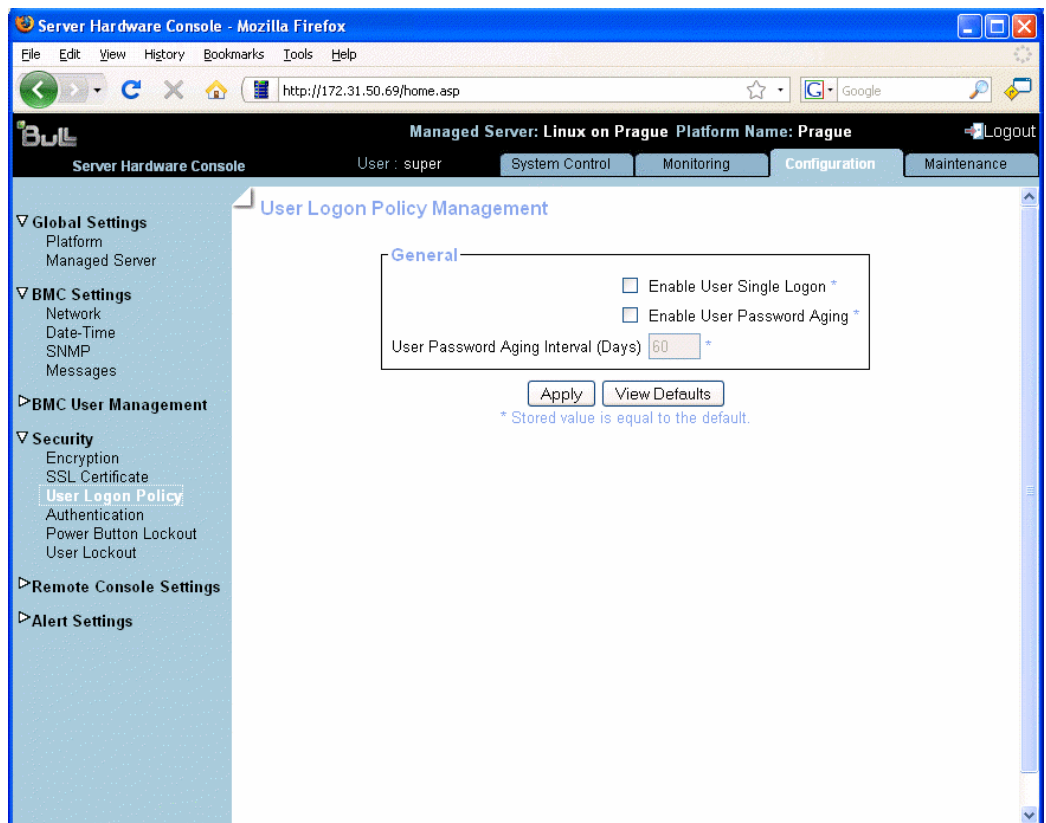 Server Hardware Console - Mozilla Firefox
File Edit View History Bookmarks Tools Help
http://172.31.50.69/home.asp
G Google
Bull
Managed Server: Linux on Prague Platform Name: Prague
Logout
Server Hardware Console
User : super
System Control
Monitoring
Configuration
Maintenance
Global Settings
Platform
Managed Server
BMC Settings
Network
Date-Time
SNMP
Messages
BMC User Management
Security
Encryption
SSL Certificate
User Logon Policy
Authentication
Power Button Lockout
User Lockout
Remote Console Settings
Alert Settings
User Logon Policy Management
General
Enable User Single Logon *
Enable User Password Aging *
User Password Aging Interval (Days) 60 *
Apply View Defaults
* Stored value is equal to the default.